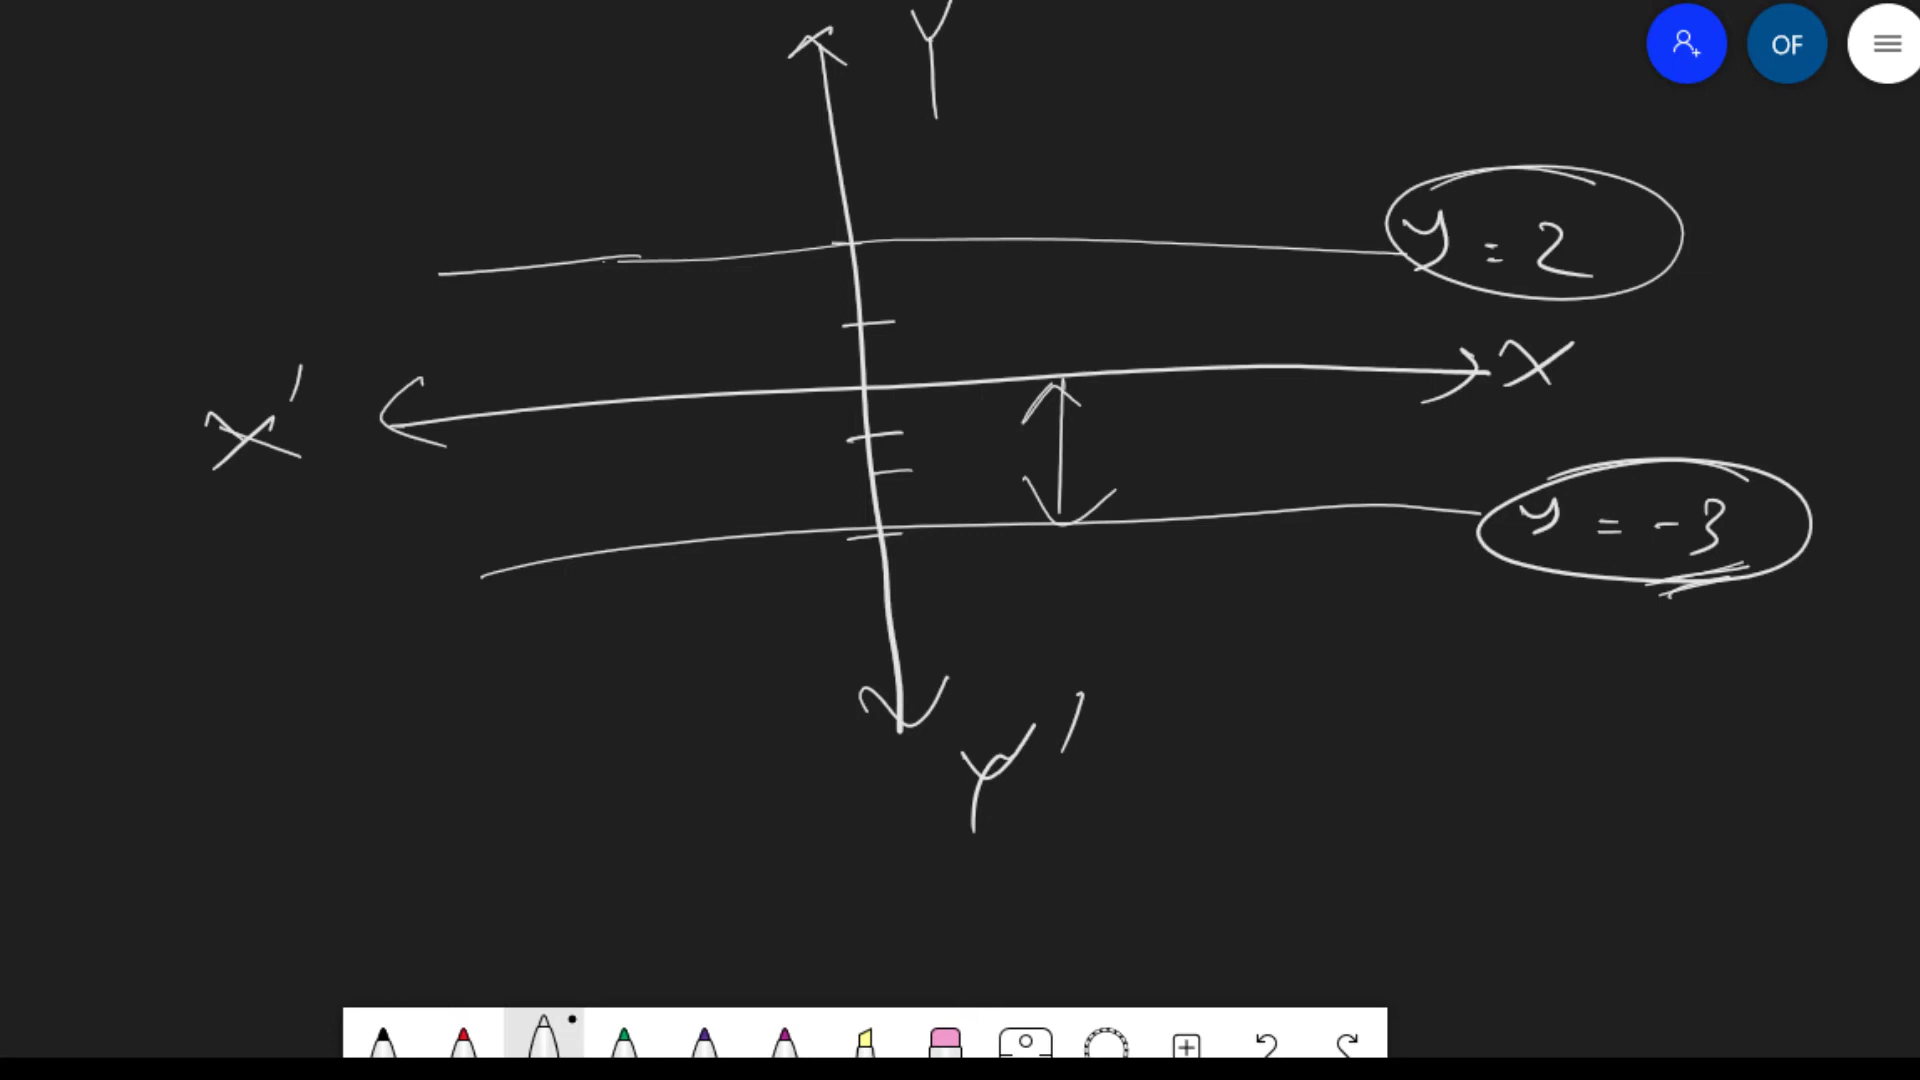 Y
OF
y = 2
X
X'
y = -3
Y'